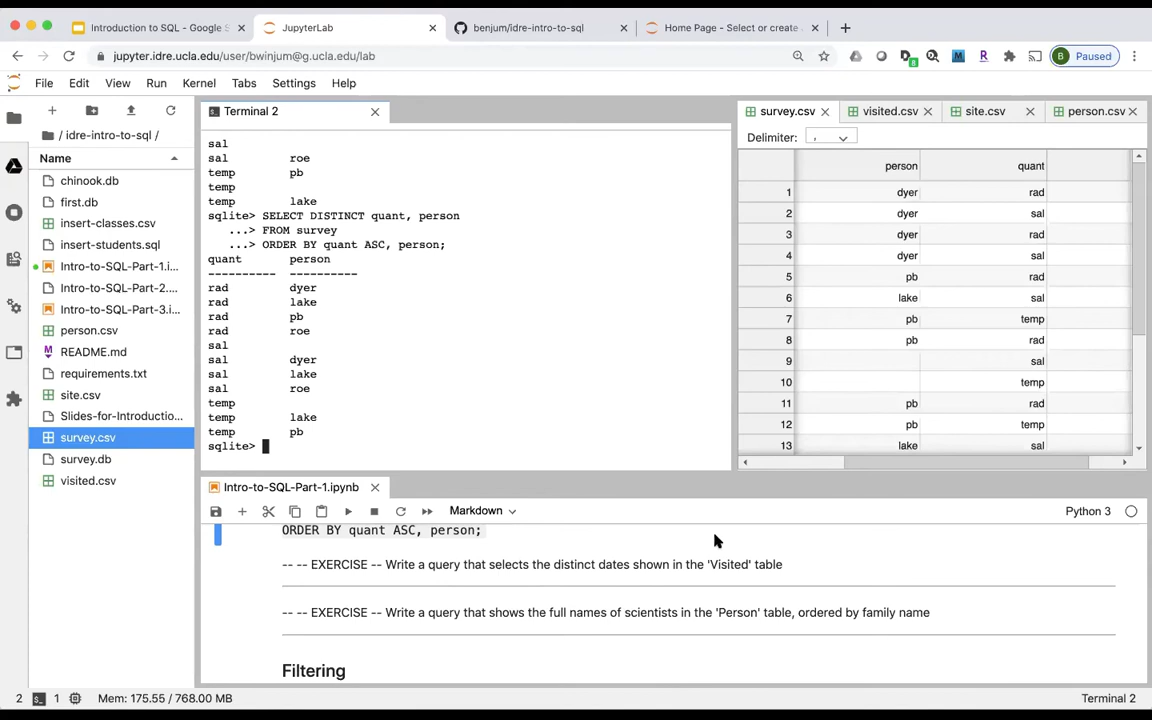 Introduction to SQL - Google S
JupyterLab
benjum/idre-intro-to-sql
Home Page - Select or create
jupyter.idre.ucla.edu/user/bwinjum@g.ucla.edu/lab
8
M
R
B
Paused
File
Edit
View
Run
Kernel
Tabs
Settings
Help
/ idre-intro-to-sql /
Name
chinook.db
first.db
insert-classes.csv
insert-students.sql
Intro-to-SQL-Part-1.i...
Intro-to-SQL-Part-2....
Intro-to-SQL-Part-3.i...
person.csv
README.md
requirements.txt
site.csv
Slides-for-Introductio...
survey.csv
survey.db
visited.csv
Terminal 2
sal
sal roe
temp pb
temp
temp lake
sqlite> SELECT DISTINCT quant, person
...> FROM survey
...> ORDER BY quant ASC, person;
quant person
---------- ----------
rad dyer
rad lake
rad pb
rad roe
sal
sal dyer
sal lake
sal roe
temp
temp lake
temp pb
sqlite>
survey.csv
visited.csv
site.csv
person.csv
Delimiter: ,
person quant
1 dyer rad
2 dyer sal
3 dyer rad
4 dyer sal
5 pb rad
6 lake sal
7 pb temp
8 pb rad
9 sal
10 temp
11 pb rad
12 pb temp
13 lake sal
Intro-to-SQL-Part-1.ipynb
Markdown
Python 3
ORDER BY quant ASC, person;
-- -- EXERCISE -- Write a query that selects the distinct dates shown in the 'Visited' table
-- -- EXERCISE -- Write a query that shows the full names of scientists in the 'Person' table, ordered by family name
Filtering
2
1
Mem: 175.55 / 768.00 MB
Terminal 2